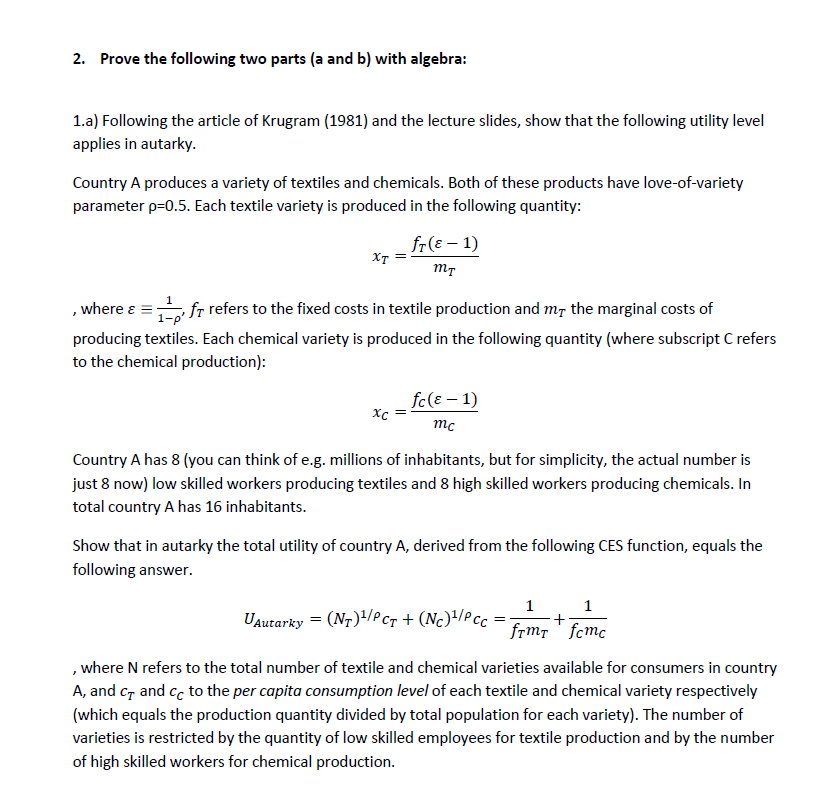 2. Prove the following two parts (a and b) with algebra:
1.a) Following the article of Krugram (1981) and the lecture slides, show that the following utility level
applies in autarky.
Country A produces a variety of textiles and chemicals. Both of these products have love-of-variety
parameter ρ=0.5. Each textile variety is produced in the following quantity:
x_T = f_T(ε − 1) / m_T
, where ε ≡ 1/(1−ρ), f_T refers to the fixed costs in textile production and m_T the marginal costs of
producing textiles. Each chemical variety is produced in the following quantity (where subscript C refers
to the chemical production):
x_C = f_C(ε − 1) / m_C
Country A has 8 (you can think of e.g. millions of inhabitants, but for simplicity, the actual number is
just 8 now) low skilled workers producing textiles and 8 high skilled workers producing chemicals. In
total country A has 16 inhabitants.
Show that in autarky the total utility of country A, derived from the following CES function, equals the
following answer.
U_Autarky = (N_T)^{1/ρ} c_T + (N_c)^{1/ρ} c_C = 1/(f_T m_T) + 1/(f_C m_C)
, where N refers to the total number of textile and chemical varieties available for consumers in country
A, and c_T and c_C to the per capita consumption level of each textile and chemical variety respectively
(which equals the production quantity divided by total population for each variety). The number of
varieties is restricted by the quantity of low skilled employees for textile production and by the number
of high skilled workers for chemical production.